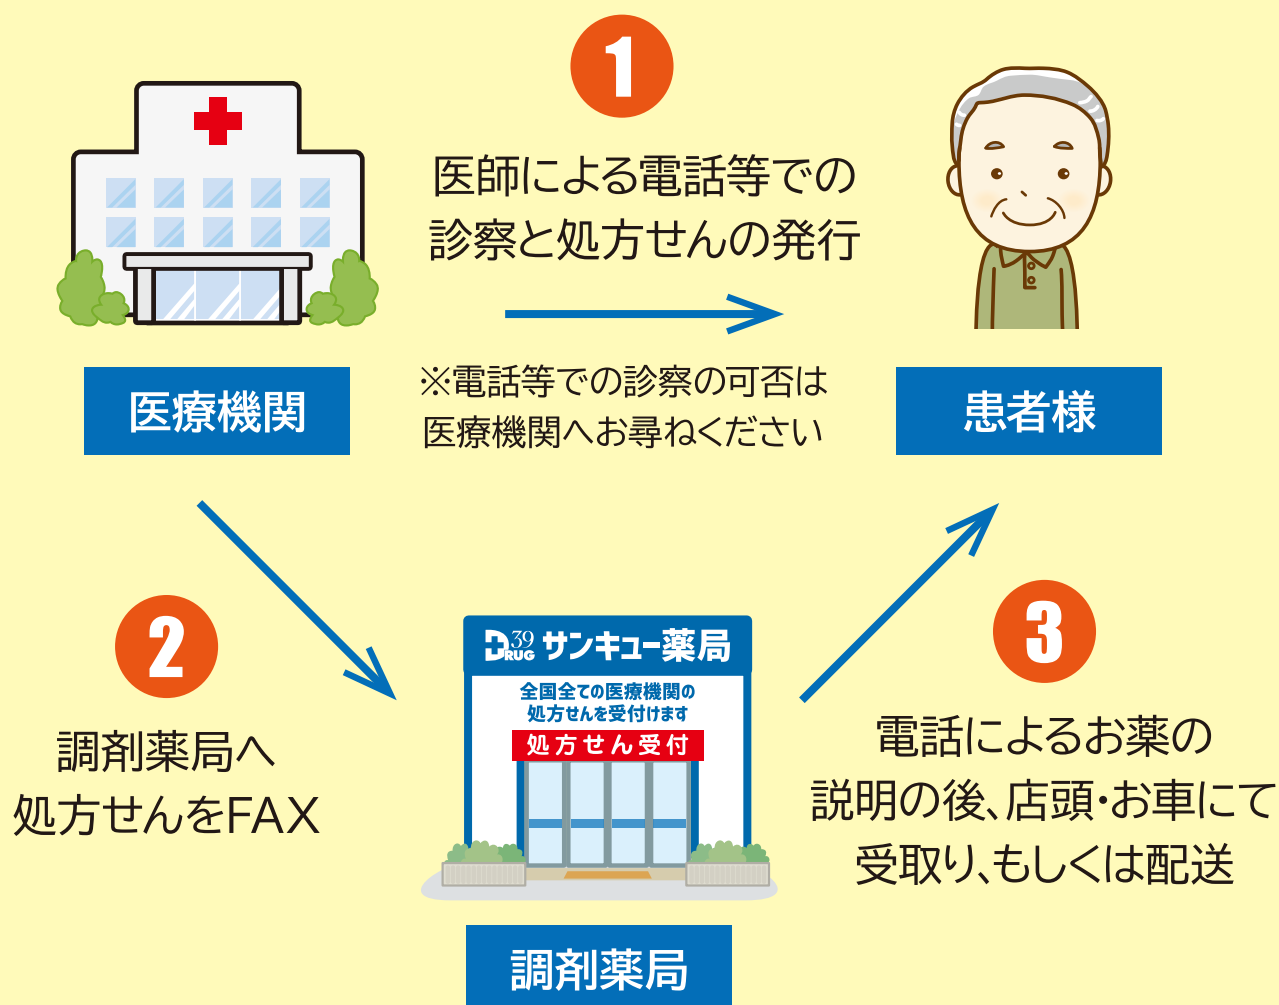 1
医師による電話等での
診察と処方せんの発行
※電話等での診察の可否は
医療機関へお尋ねください
医療機関
患者様
2
調剤薬局へ
処方せんをFAX
DRUG 39 サンキュー薬局
全国全ての医療機関の
処方せんを受付けます
処方せん受付
調剤薬局
3
電話によるお薬の
説明の後、店頭・お車にて
受取り、もしくは配送